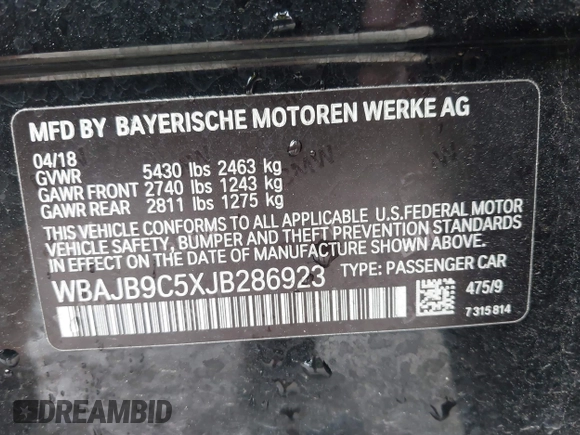 MFD BY BAYERISCHE MOTOREN WERKE AG
04/18
GVWR 5430 lbs 2463 kg
GAWR FRONT 2740 lbs 1243 kg
GAWR REAR 2811 lbs 1275 kg
THIS VEHICLE CONFORMS TO ALL APPLICABLE U.S.FEDERAL MOTOR
VEHICLE SAFETY, BUMPER AND THEFT PREVENTION STANDARDS
IN EFFECT ON THE DATE OF MANUFACTURE SHOWN ABOVE.
WBAJB9C5XJB286923 TYPE: PASSENGER CAR
475/9
7 315 814
DREAMBID